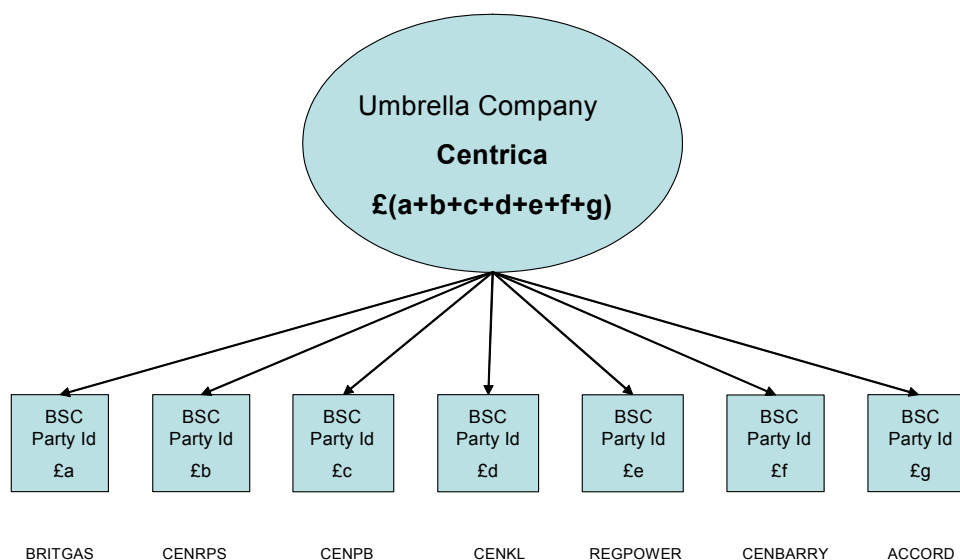 Umbrella Company
Centrica
£(a+b+c+d+e+f+g)
BSC
Party Id
£a
BSC
Party Id
£b
BSC
Party Id
£c
BSC
Party Id
£d
BSC
Party Id
£e
BSC
Party Id
£f
BSC
Party Id
£g
BRITGAS
CENRPS
CENPB
CENKL
REGPOWER
CENBARRY
ACCORD